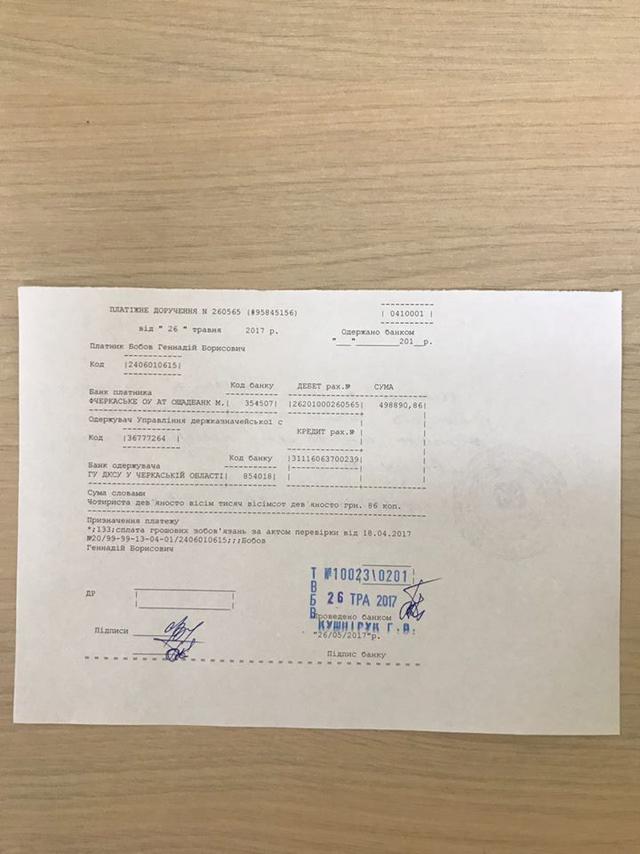 ПЛАТІЖНЕ ДОРУЧЕННЯ N 260565 (#95845156) | 0410001 |
від " 26 " травня 2017 р. Одержано банком
"___"________201__р.
Платник Бобов Геннадій Борисович
Код |2406010615|
Код банку ДЕБЕТ рах.№ СУМА
Банк платника
ФЧЕРКАСЬКЕ ОУ АТ ОЩАДБАНК М.| 354507| |26201000260565| 498890,86|
Одержувач Управління держказначейської с
КРЕДИТ рах.№
Код |36777264 |
Код банку |31116063700239|
Банк одержувача
ГУ ДКСУ У ЧЕРКАСЬКІЙ ОБЛАСТІ| 854018|
Сума словами
Чотириста дев`яносто вісім тисяч вісімсот дев`яносто грн. 86 коп.
Призначення платежу
*;133;сплата грошових зобов'язань за актом перевірки від 18.04.2017
№20/99-99-13-04-01/2406010615;;;Бобов
Геннадій Борисович
ТВБВ №10023\0201
ДР
26 ТРА 2017
Проведено банком
Підписи
КУШНІРУК Г.О.
"26/05/2017"р.
Підпис банку